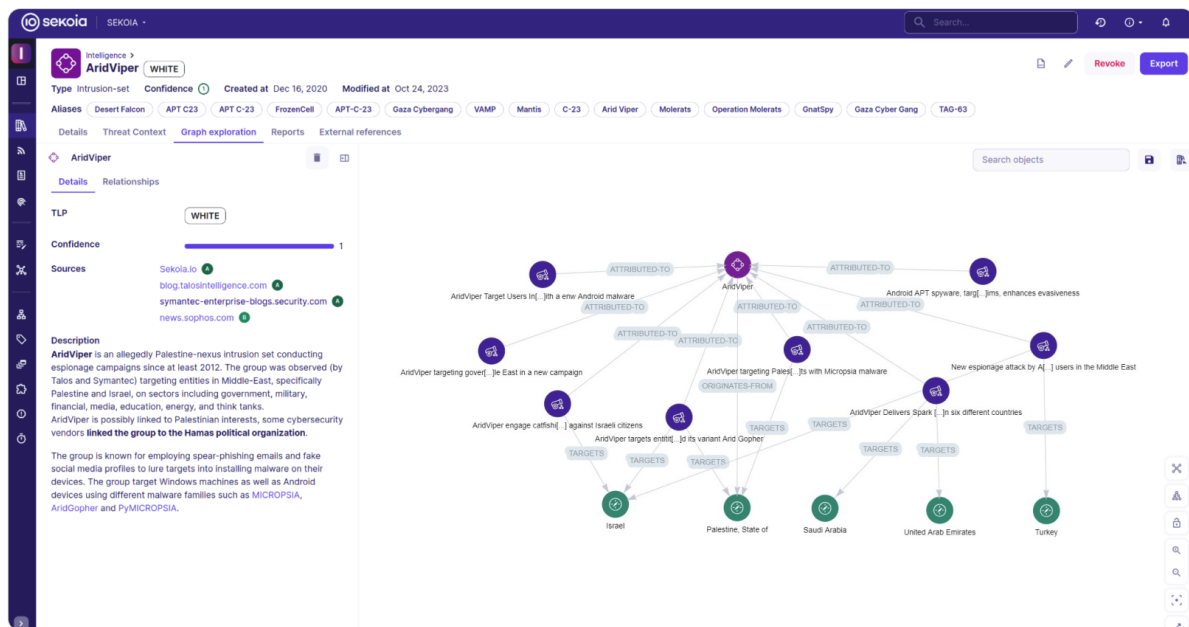 sekoia
SEKOIA
Search...
Intelligence >
AridViper WHITE
Revoke
Export
Type Intrusion-set Confidence 1 Created at Dec 16, 2020 Modified at Oct 24, 2023
Aliases Desert Falcon APT C23 APT C-23 FrozenCell APT-C-23 Gaza Cybergang VAMP Mantis C-23 Arid Viper Molerats Operation Molerats GnatSpy Gaza Cyber Gang TAG-63
Details Threat Context Graph exploration Reports External references
AridViper
Details Relationships
TLP WHITE
Confidence 1
Sources Sekoia.io A
blog.talosintelligence.com A
symantec-enterprise-blogs.security.com A
news.sophos.com B
Description
AridViper is an allegedly Palestine-nexus intrusion set conducting
espionage campaigns since at least 2012. The group was observed (by
Talos and Symantec) targeting entities in Middle-East, specifically
Palestine and Israel, on sectors including government, military,
financial, media, education, energy, and think tanks.
AridViper is possibly linked to Palestinian interests, some cybersecurity
vendors linked the group to the Hamas political organization.
The group is known for employing spear-phishing emails and fake
social media profiles to lure targets into installing malware on their
devices. The group target Windows machines as well as Android
devices using different malware families such as MICROPSIA,
AridGopher and PyMICROPSIA.
Search objects
ATTRIBUTED-TO
ATTRIBUTED-TO
AridViper
AridViper Target Users In[...]ith a enw Android malware
Android APT spyware, targ[...]ims, enhances evasiveness
ATTRIBUTED-TO
ATTRIBUTED-TO
ATTRIBUTED-TO
ATTRIBUTED-TO
ATTRIBUTED-TO
ATTRIBUTED-TO
AridViper targeting gover[...]le East in a new campaign
AridViper targeting Pales[...]ts with Micropsia malware
New espionage attack by A[...] users in the Middle East
ORIGINATES-FROM
AridViper engage catfishi[...] against Israeli citizens
AridViper Delivers Spark [...]n six different countries
AridViper targets entitit[...]d its variant Arid Gopher
TARGETS
TARGETS
TARGETS
TARGETS
TARGETS
TARGETS
TARGETS
TARGETS
Israel
Palestine, State of
Saudi Arabia
United Arab Emirates
Turkey